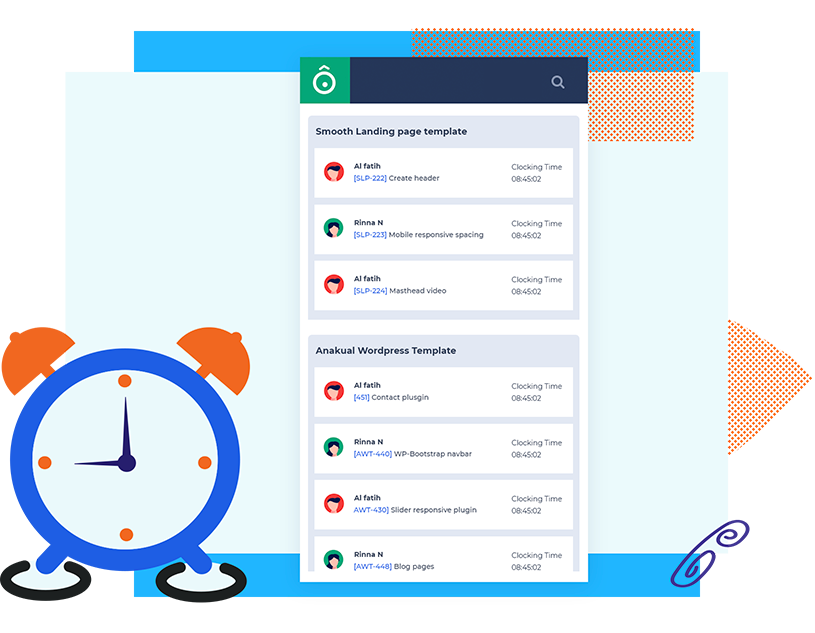 Smooth Landing page template
Al fatih
[SLP-222] Create header
Clocking Time
08:45:02
Rinna N
[SLP-223] Mobile responsive spacing
Clocking Time
08:45:02
Al fatih
[SLP-224] Masthead video
Clocking Time
08:45:02
Anakual Wordpress Template
Al fatih
[451] Contact plusgin
Clocking Time
08:45:02
Rinna N
[AWT-440] WP-Bootstrap navbar
Clocking Time
08:45:02
Al fatih
AWT-430] Slider responsive plugin
Clocking Time
08:45:02
Rinna N
[AWT-448] Blog pages
Clocking Time
08:45:02